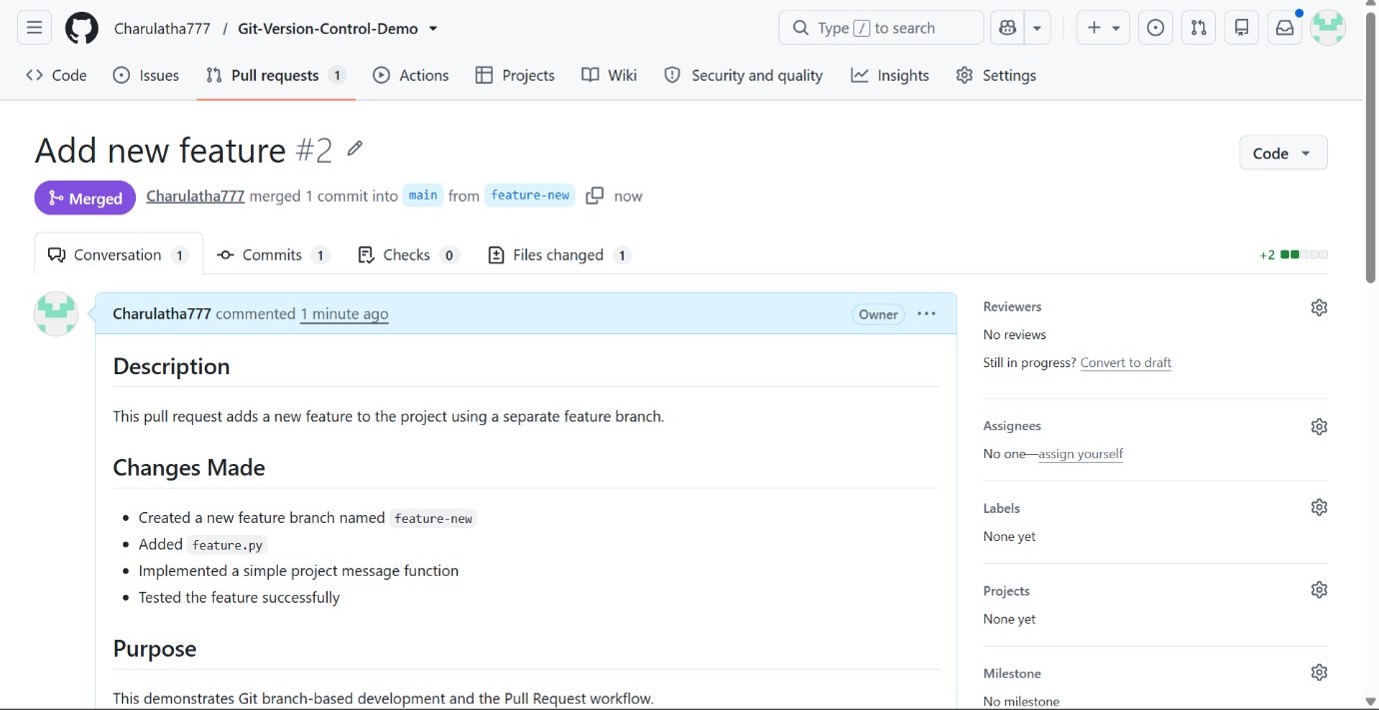 Charulatha777 / Git-Version-Control-Demo
Type / to search
Code Issues Pull requests 1 Actions Projects Wiki Security and quality Insights Settings
Add new feature #2
Code
Merged Charulatha777 merged 1 commit into main from feature-new now
Conversation 1 Commits 1 Checks 0 Files changed 1
+2
Charulatha777 commented 1 minute ago
Owner
Description
This pull request adds a new feature to the project using a separate feature branch.
Changes Made
Created a new feature branch named feature-new
Added feature.py
Implemented a simple project message function
Tested the feature successfully
Purpose
This demonstrates Git branch-based development and the Pull Request workflow.
Reviewers
No reviews
Still in progress? Convert to draft
Assignees
No one—assign yourself
Labels
None yet
Projects
None yet
Milestone
No milestone